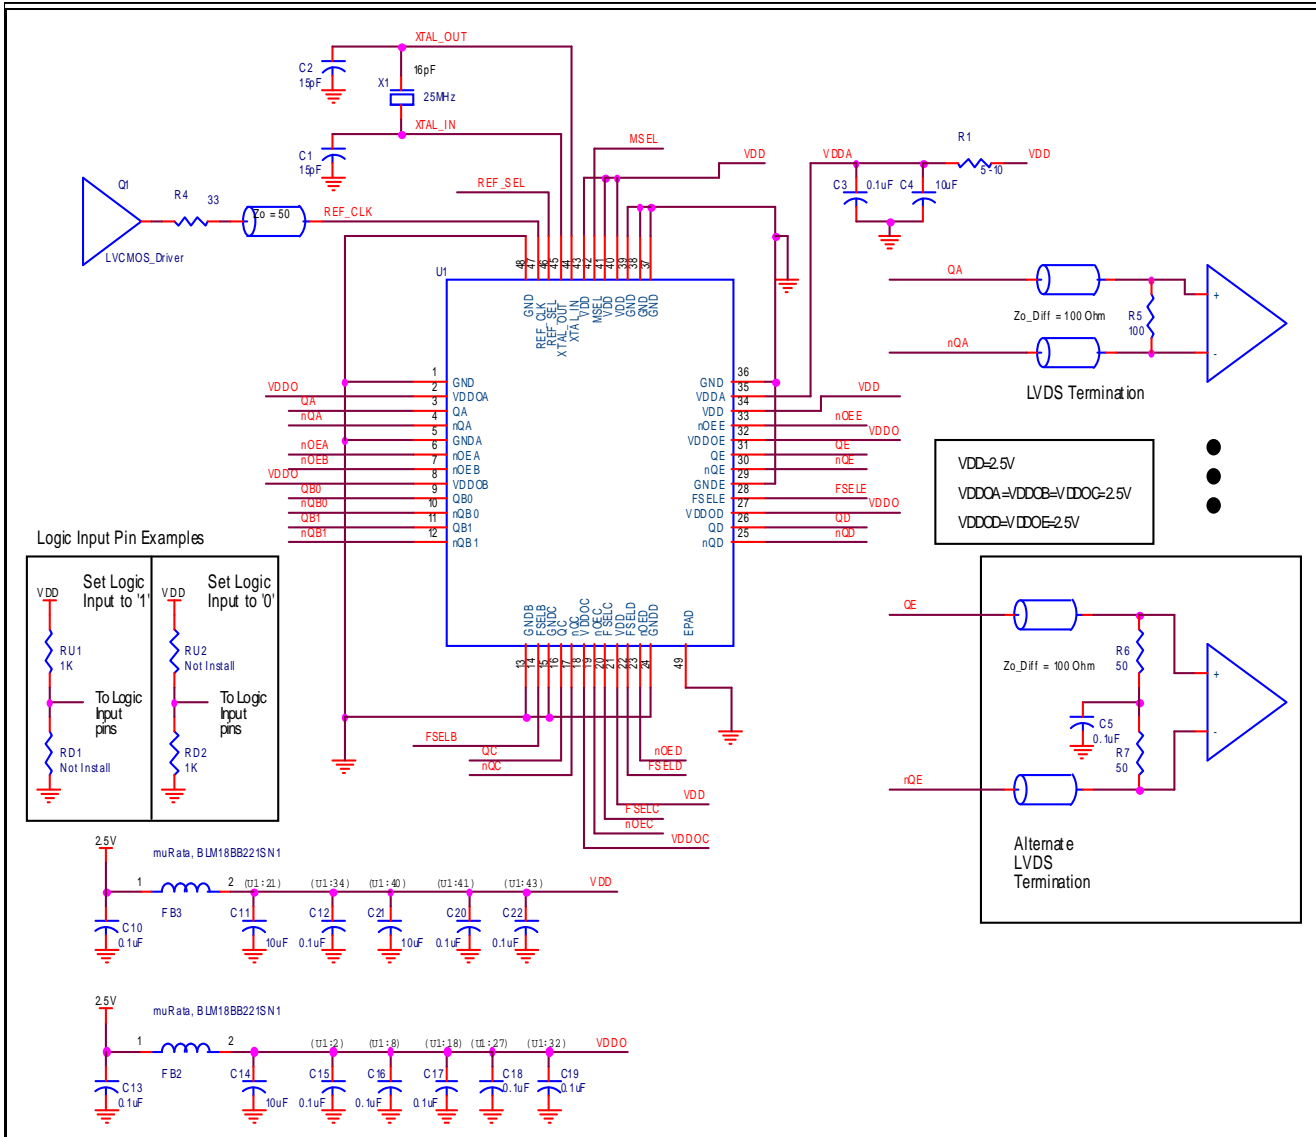 XTAL_OUT
C2
15pF
16pF
X1
25MHz
XTAL_IN
C1
15pF
MSEL
VDD
REF_SEL
Q1
R4
33
Zo = 50
REF_CLK
LVCMOS_Driver
VDDA
R1
5-10
VDD
C3
0.1uF
C4
10uF
U1
48
47
46
45
44
43
42
41
40
39
38
37
GND
REF_CLK
REF_SEL
XTAL_OUT
XTAL_IN
VDD
MSEL
VDD
VDD
GND
GND
GND
QA
Zo_Diff = 100 Ohm
R5
100
nQA
LVDS Termination
1 GND
VDDO 2 VDDOA
QA 3 QA
nQA 4 nQA
5 GNDA
nOEA 6 nOEA
nOEB 7 nOEB
VDDO 8 VDDOB
QB0 9 QB0
nQB0 10 nQB0
QB1 11 QB1
nQB1 12 nQB1
GND 36
VDDA 35
VDD 34 VDD
nOEE 33 nOEE
VDDOE 32 VDDO
QE 31 QE
nQE 30 nQE
GNDE 29
FSELE 28 FSELE
VDDOD 27 VDDO
QD 26 QD
nQD 25 nQD
VDD=2.5V
VDDOA=VDDOB=VDDOC=2.5V
VDDOD=VDDOE=2.5V
GNDB
FSELB
GNDC
QC
nQC
VDDOC
nOEC
FSELC
VDD
FSELD
nOED
GNDD
EPAD
13
14
15
16
17
18
19
20
21
22
23
24
49
FSELB
QC
nQC
nOED
FSELD
VDD
FSELC
nOEC
VDDOC
Logic Input Pin Examples
VDD
Set Logic
Input to '1'
RU1
1K
To Logic
Input
pins
RD1
Not Install
VDD
Set Logic
Input to '0'
RU2
Not Install
To Logic
Input
pins
RD2
1K
QE
Zo_Diff = 100 Ohm
R6
50
C5
0.1uF
R7
50
nQE
Alternate
LVDS
Termination
2.5V
muRata, BLM18BB221SN1
1 2 (U1:21) (U1:34) (U1:40) (U1:41) (U1:43) VDD
FB3
C10
0.1uF
C11
10uF
C12
0.1uF
C21
10uF
C20
0.1uF
C22
0.1uF
2.5V
muRata, BLM18BB221SN1
1 2 (U1:2) (U1:8) (U1:18) (U1:27) (U1:32) VDDO
FB2
C13
0.1uF
C14
10uF
C15
0.1uF
C16
0.1uF
C17
0.1uF
C18
0.1uF
C19
0.1uF